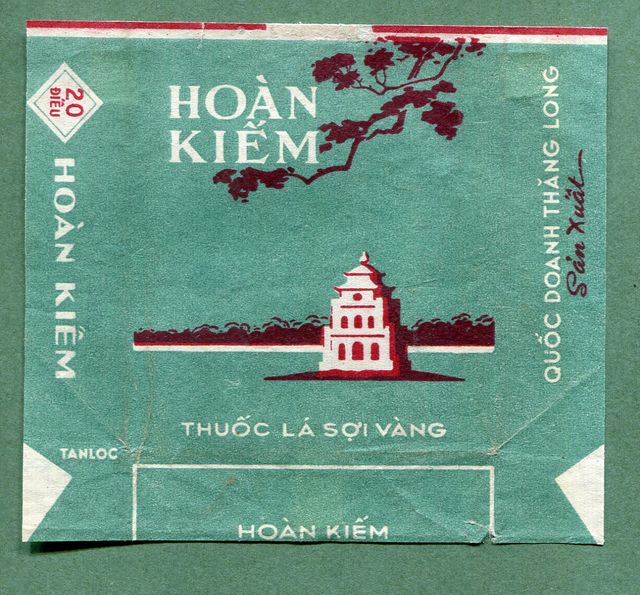 20
ĐIẾU
HOÀN KIẾM
HOÀN
KIẾM
THUỐC LÁ SỢI VÀNG
TANLOC
HOÀN KIẾM
QUỐC DOANH THĂNG LONG
Sản Xuất